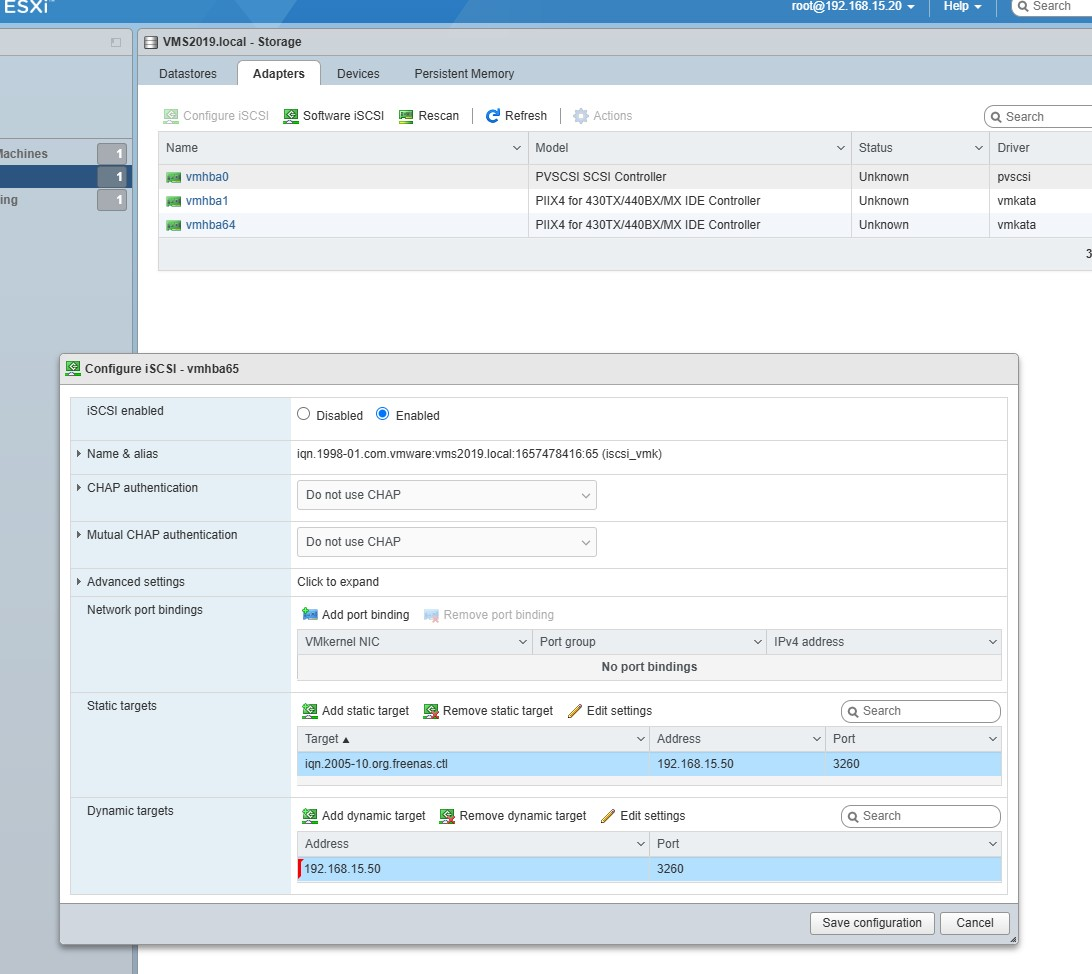 ESXi™
root@192.168.15.20 Help Search
VMS2019.local - Storage
Datastores Adapters Devices Persistent Memory
Configure iSCSI Software iSCSI Rescan Refresh Actions Search
Name Model Status Driver
vmhba0 PVSCSI SCSI Controller Unknown pvscsi
vmhba1 PIIX4 for 430TX/440BX/MX IDE Controller Unknown vmkata
vmhba64 PIIX4 for 430TX/440BX/MX IDE Controller Unknown vmkata
3
Machines 1
1
ing 1
Configure iSCSI - vmhba65
iSCSI enabled Disabled Enabled
Name & alias iqn.1998-01.com.vmware:vms2019.local:1657478416:65 (iscsi_vmk)
CHAP authentication Do not use CHAP
Mutual CHAP authentication Do not use CHAP
Advanced settings Click to expand
Network port bindings Add port binding Remove port binding
VMkernel NIC Port group IPv4 address
No port bindings
Static targets Add static target Remove static target Edit settings Search
Target Address Port
iqn.2005-10.org.freenas.ctl 192.168.15.50 3260
Dynamic targets Add dynamic target Remove dynamic target Edit settings Search
Address Port
192.168.15.50 3260
Save configuration Cancel